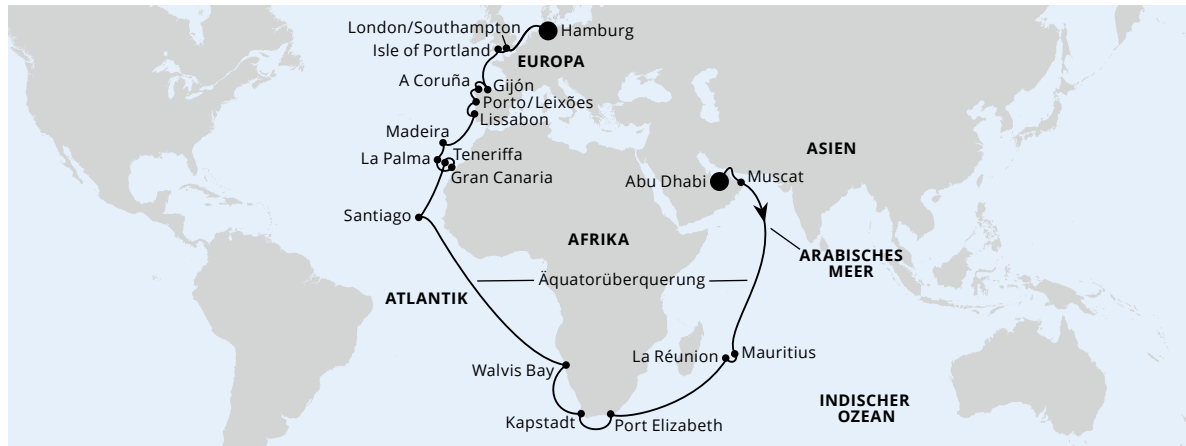 London/Southampton
Hamburg
Isle of Portland
EUROPA
A Coruña
Gijón
Porto/Leixões
Lissabon
Madeira
La Palma
Teneriffa
Gran Canaria
ASIEN
Abu Dhabi
Muscat
Santiago
AFRIKA
ARABISCHES
MEER
Äquatorüberquerung
ATLANTIK
La Réunion
Mauritius
Walvis Bay
INDISCHER
OZEAN
Kapstadt
Port Elizabeth